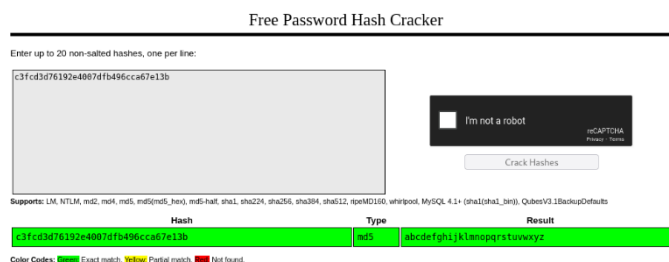 Free Password Hash Cracker
Enter up to 20 non-salted hashes, one per line:
c3fcd3d76192e4007dfb496cca67e13b
I'm not a robot
reCAPTCHA
Privacy - Terms
Crack Hashes
Supports: LM, NTLM, md2, md4, md5, md5(md5_hex), md5-half, sha1, sha224, sha256, sha384, sha512, ripeMD160, whirlpool, MySQL 4.1+ (sha1(sha1_bin)), QubesV3.1BackupDefaults
Hash Type Result
c3fcd3d76192e4007dfb496cca67e13b md5 abcdefghijklmnopqrstuvwxyz
Color Codes: Green: Exact match, Yellow: Partial match, Red: Not found.